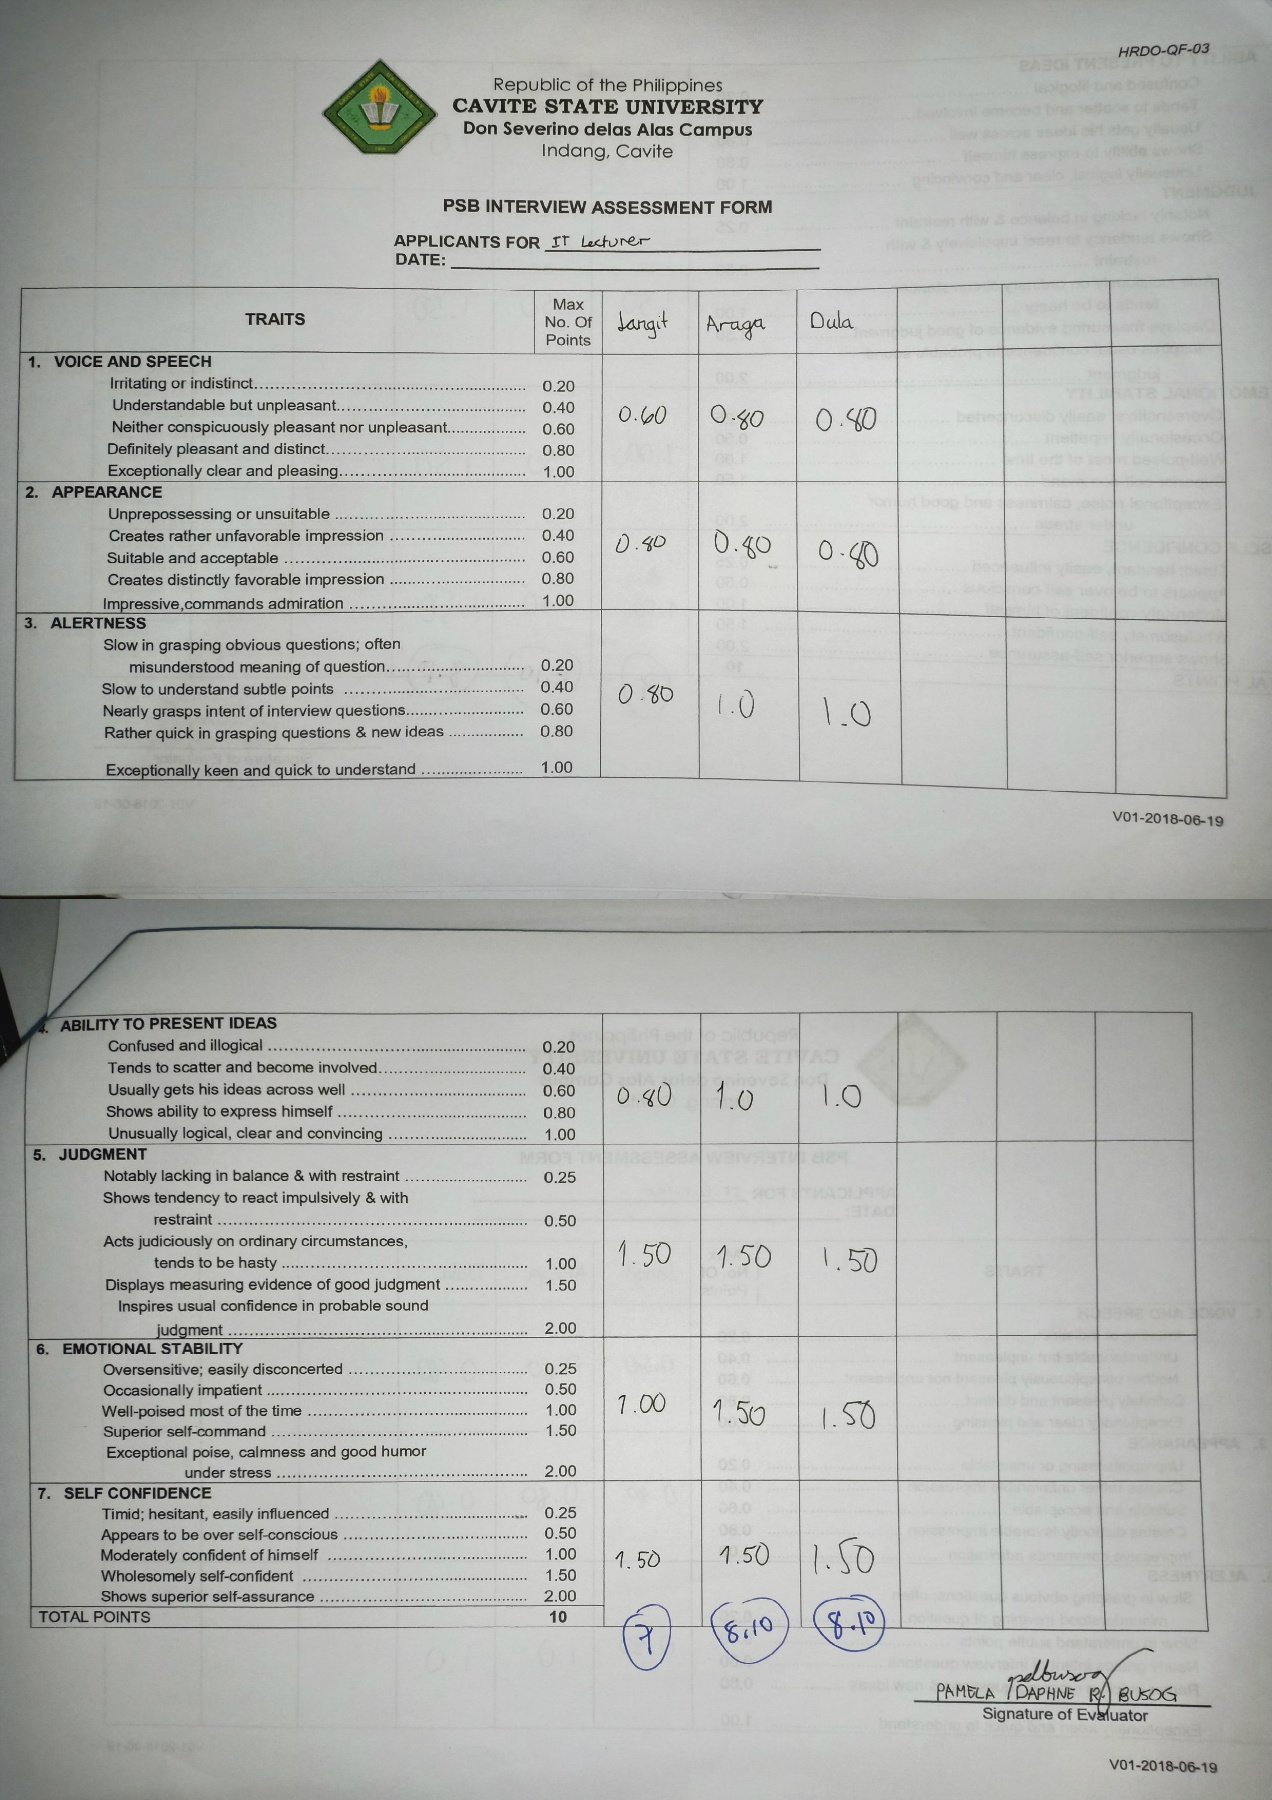 HRDO-QF-03
Republic of the Philippines
CAVITE STATE UNIVERSITY
Don Severino delas Alas Campus
Indang, Cavite
PSB INTERVIEW ASSESSMENT FORM
APPLICANTS FOR IT Lecturer
DATE:
TRAITS Max No. Of Points Langit Araga Dula
1. VOICE AND SPEECH
Irritating or indistinct 0.20
Understandable but unpleasant 0.40
Neither conspicuously pleasant nor unpleasant 0.60
Definitely pleasant and distinct 0.80
Exceptionally clear and pleasing 1.00
0.60 0.80 0.80
2. APPEARANCE
Unprepossessing or unsuitable 0.20
Creates rather unfavorable impression 0.40
Suitable and acceptable 0.60
Creates distinctly favorable impression 0.80
Impressive,commands admiration 1.00
0.80 0.80 0.80
3. ALERTNESS
Slow in grasping obvious questions; often
misunderstood meaning of question 0.20
Slow to understand subtle points 0.40
Nearly grasps intent of interview questions 0.60
Rather quick in grasping questions & new ideas 0.80
Exceptionally keen and quick to understand 1.00
0.80 1.0 1.0
V01-2018-06-19
4. ABILITY TO PRESENT IDEAS
Confused and illogical 0.20
Tends to scatter and become involved 0.40
Usually gets his ideas across well 0.60
Shows ability to express himself 0.80
Unusually logical, clear and convincing 1.00
0.80 1.0 1.0
5. JUDGMENT
Notably lacking in balance & with restraint 0.25
Shows tendency to react impulsively & with
restraint 0.50
Acts judiciously on ordinary circumstances,
tends to be hasty 1.00
Displays measuring evidence of good judgment 1.50
Inspires usual confidence in probable sound
judgment 2.00
1.50 1.50 1.50
6. EMOTIONAL STABILITY
Oversensitive; easily disconcerted 0.25
Occasionally impatient 0.50
Well-poised most of the time 1.00
Superior self-command 1.50
Exceptional poise, calmness and good humor
under stress 2.00
1.00 1.50 1.50
7. SELF CONFIDENCE
Timid; hesitant, easily influenced 0.25
Appears to be over self-conscious 0.50
Moderately confident of himself 1.00
Wholesomely self-confident 1.50
Shows superior self-assurance 2.00
1.50 1.50 1.50
TOTAL POINTS 10 7 8.10 8.10
PAMELA DAPHNE R. BUSOG
Signature of Evaluator
V01-2018-06-19